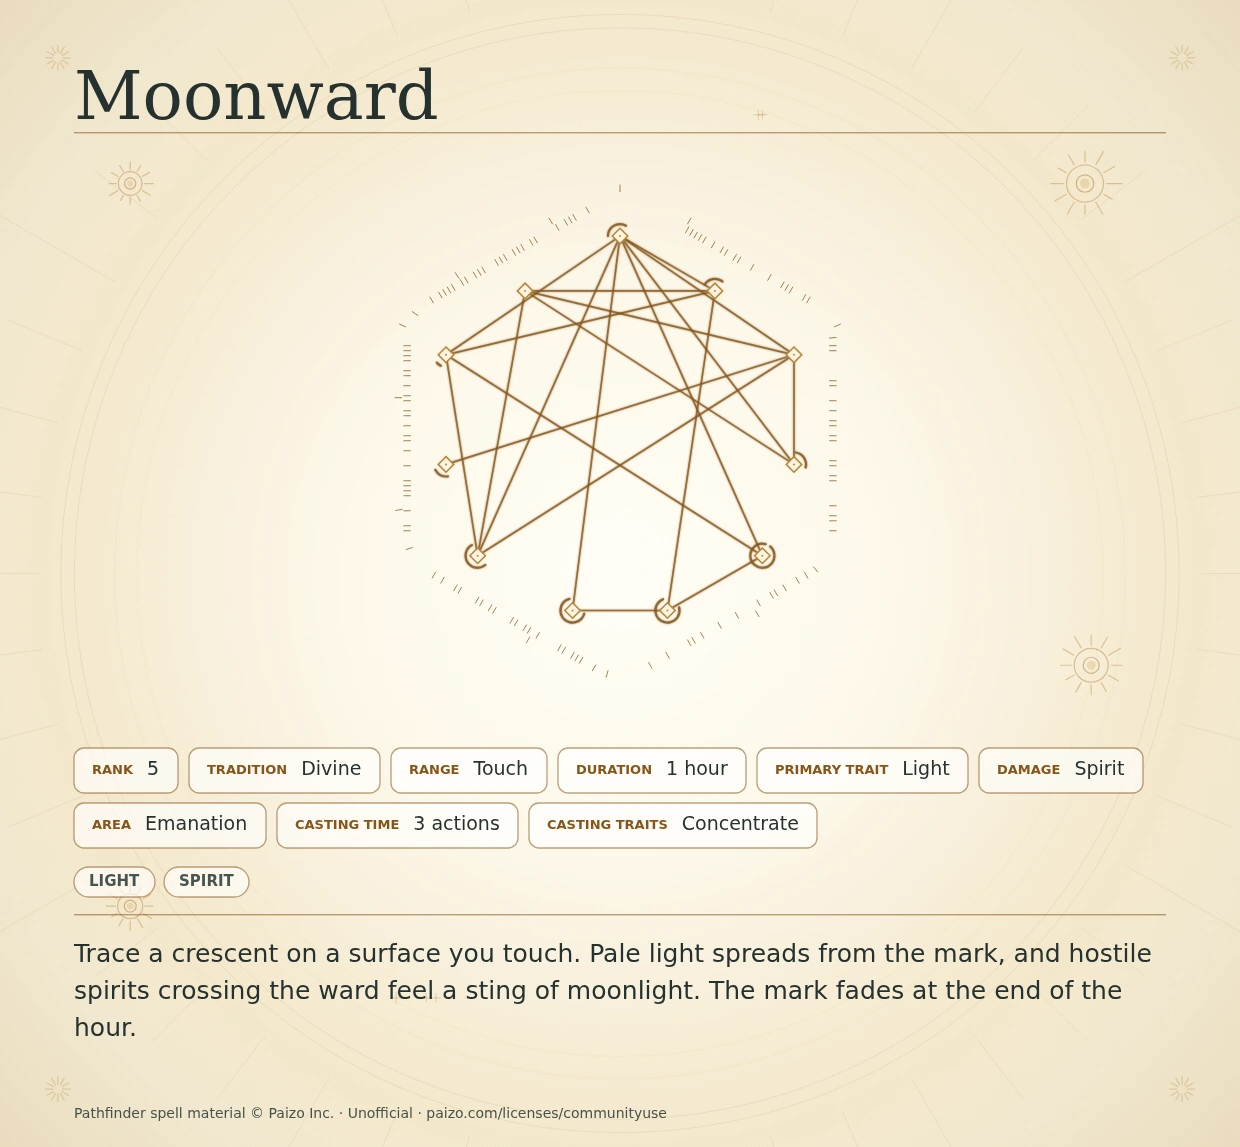 Moonward
RANK 5 TRADITION Divine RANGE Touch DURATION 1 hour PRIMARY TRAIT Light DAMAGE Spirit
AREA Emanation CASTING TIME 3 actions CASTING TRAITS Concentrate
LIGHT SPIRIT
Trace a crescent on a surface you touch. Pale light spreads from the mark, and hostile
spirits crossing the ward feel a sting of moonlight. The mark fades at the end of the
hour.
Pathfinder spell material © Paizo Inc. · Unofficial · paizo.com/licenses/communityuse